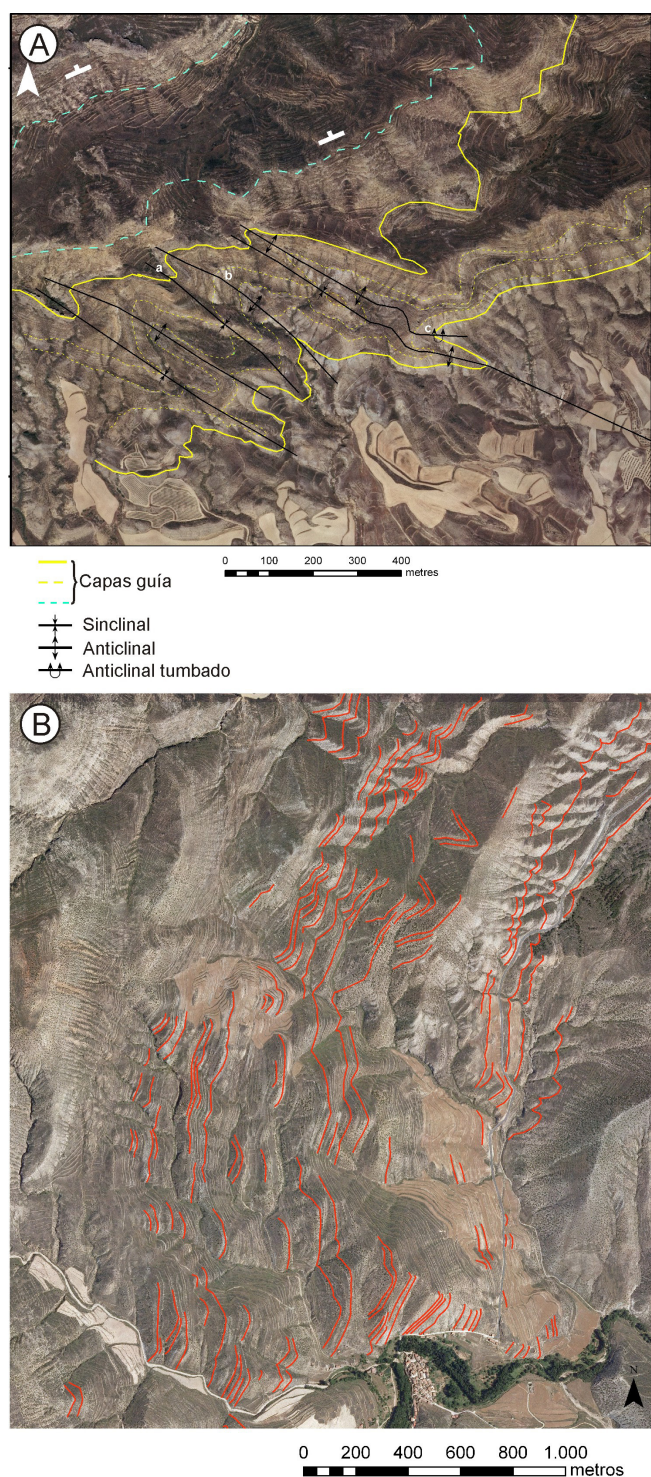 A
a
b
c
0 100 200 300 400
metres
Capas guía
Sinclinal
Anticlinal
Anticlinal tumbado
B
N
0 200 400 600 800 1.000
metros